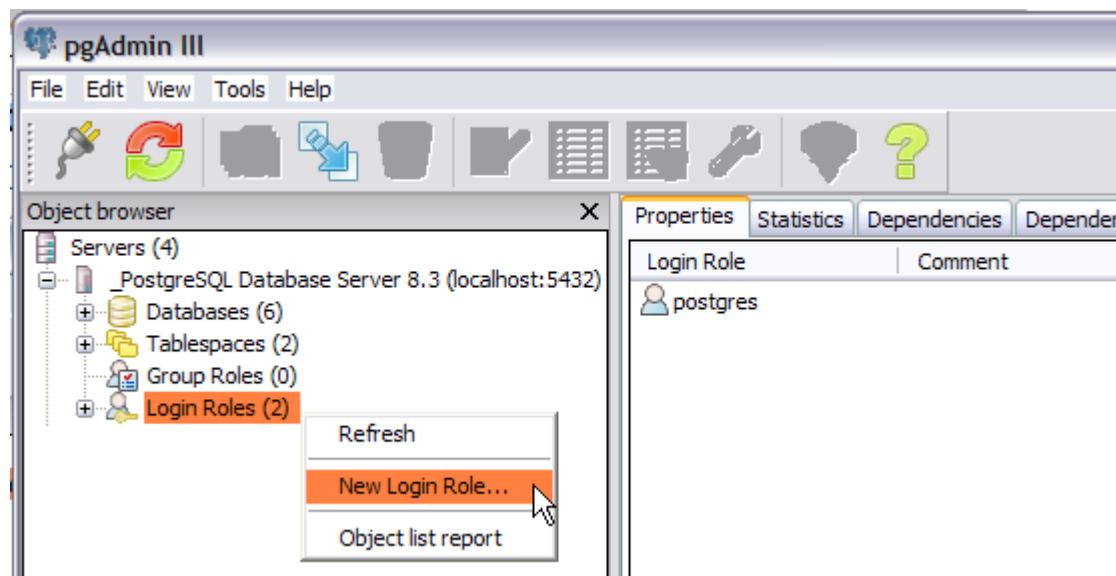 pgAdmin III
File Edit View Tools Help
Object browser
Servers (4)
_PostgreSQL Database Server 8.3 (localhost:5432)
Databases (6)
Tablespaces (2)
Group Roles (0)
Login Roles (2)
Refresh
New Login Role...
Object list report
Properties Statistics Dependencies Depender
Login Role Comment
postgres